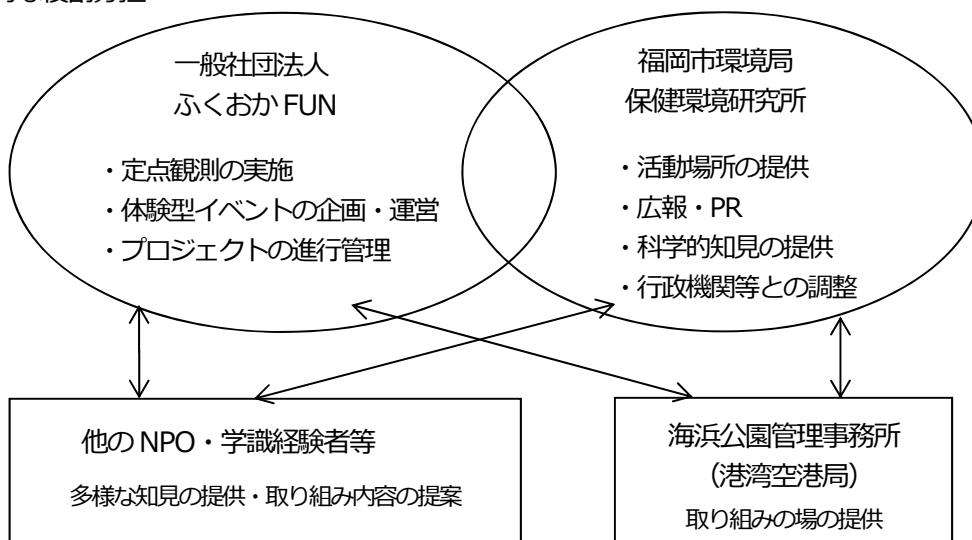 一般社団法人
ふくおか FUN
・定点観測の実施
・体験型イベントの企画・運営
・プロジェクトの進行管理
福岡市環境局
保健環境研究所
・活動場所の提供
・広報・PR
・科学的知見の提供
・行政機関等との調整
他の NPO・学識経験者等
多様な知見の提供・取り組み内容の提案
海浜公園管理事務所
（港湾空港局）
取り組みの場の提供